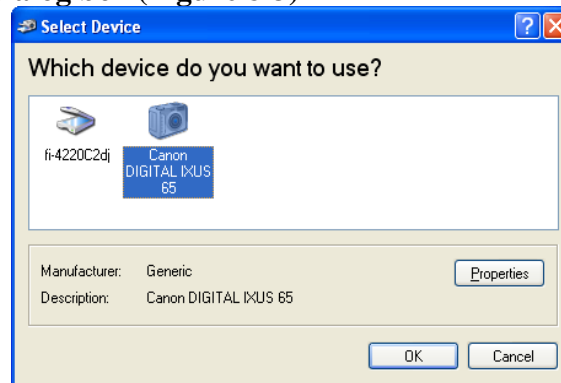 Select Device
Which device do you want to use?
fi-4220C2dj
Canon
DIGITAL IXUS
65
Manufacturer: Generic
Properties
Description: Canon DIGITAL IXUS 65
OK Cancel